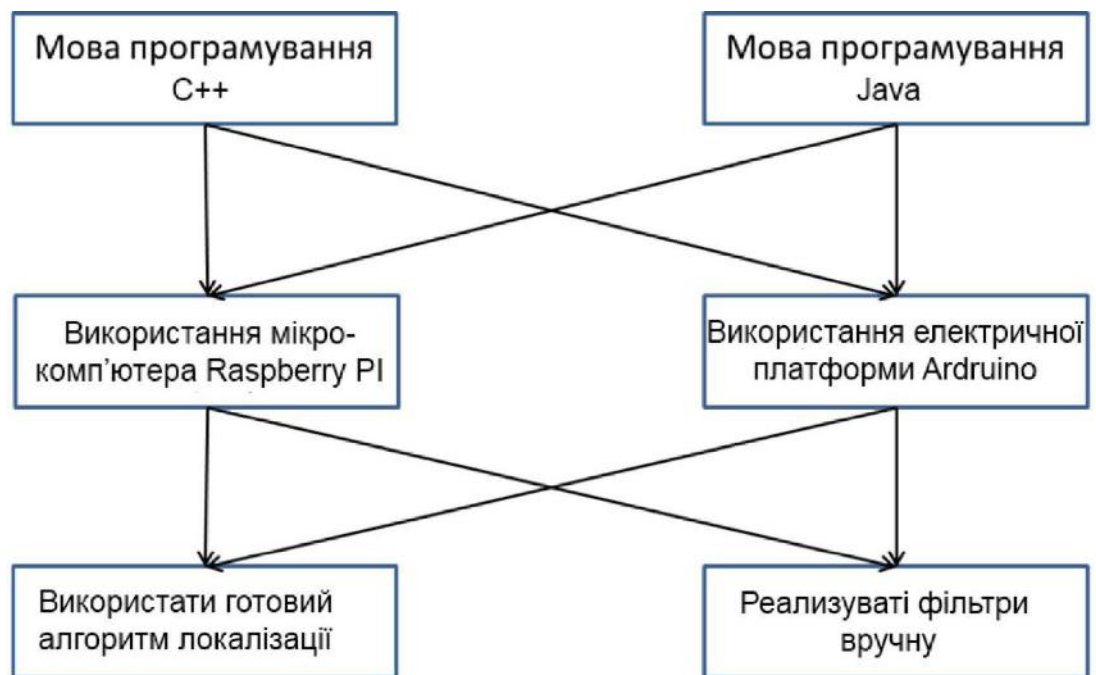 Мова програмування
C++
Мова програмування
Java
Використання мікро-
комп’ютера Raspberry PI
Використання електричної
платформи Ardruino
Використати готовий
алгоритм локалізації
Реализуваті фільтри
вручну